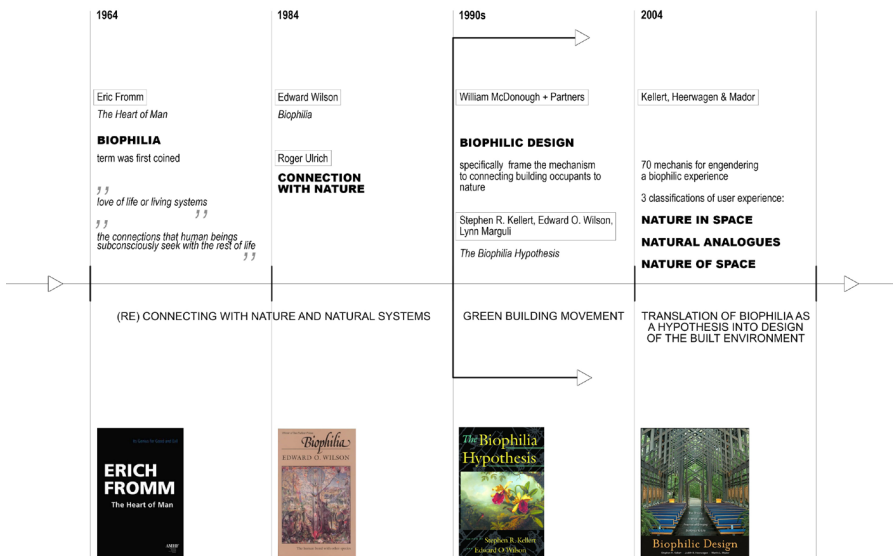 1964
Eric Fromm
The Heart of Man
BIOPHILIA
term was first coined
,,
love of life or living systems
,,
,,
the connections that human beings
subconsciously seek with the rest of life
,,
1984
Edward Wilson
Biophilia
Roger Ulrich
CONNECTION
WITH NATURE
1990s
William McDonough + Partners
BIOPHILIC DESIGN
specifically frame the mechanism
to connecting building occupants to
nature
Stephen R. Kellert, Edward O. Wilson,
Lynn Marguli
The Biophilia Hypothesis
2004
Kellert, Heerwagen & Mador
70 mechanis for engendering
a biophilic experience
3 classifications of user experience:
NATURE IN SPACE
NATURAL ANALOGUES
NATURE OF SPACE
(RE) CONNECTING WITH NATURE AND NATURAL SYSTEMS
GREEN BUILDING MOVEMENT
TRANSLATION OF BIOPHILIA AS
A HYPOTHESIS INTO DESIGN
OF THE BUILT ENVIRONMENT
ERICH
FROMM
The Heart of Man
Biophilia
EDWARD O. WILSON
The Biophilia
Hypothesis
Stephen R. Kellert
Edward O. Wilson
Biophilic Design